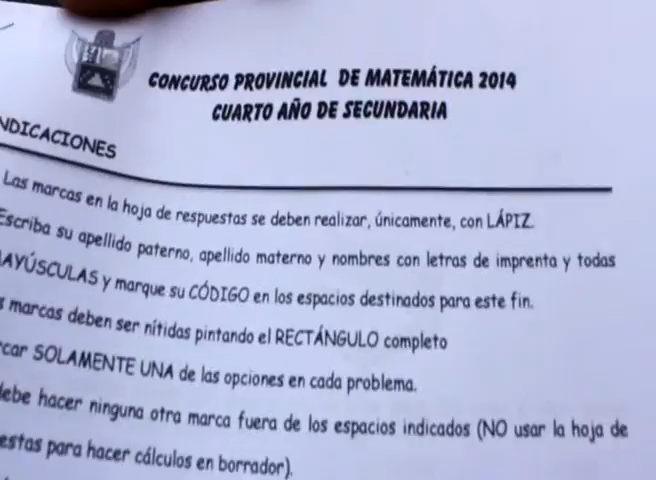 CONCURSO PROVINCIAL DE MATEMÁTICA 2014
CUARTO AÑO DE SECUNDARIA
NDICACIONES
Las marcas en la hoja de respuestas se deben realizar, únicamente, con LÁPIZ.
Escriba su apellido paterno, apellido materno y nombres con letras de imprenta y todas
AYÚSCULAS y marque su CÓDIGO en los espacios destinados para este fin.
s marcas deben ser nítidas pintando el RECTÁNGULO completo
car SOLAMENTE UNA de las opciones en cada problema.
debe hacer ninguna otra marca fuera de los espacios indicados (NO usar la hoja de
estas para hacer cálculos en borrador).